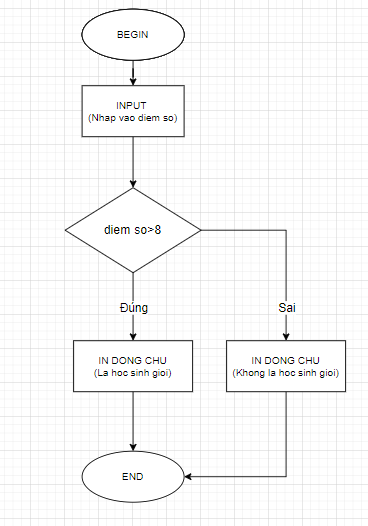 BEGIN
INPUT
(Nhap vao diem so)
diem so>8
Đúng
Sai
IN DONG CHU
(La hoc sinh gioi)
IN DONG CHU
(Khong la hoc sinh gioi)
END